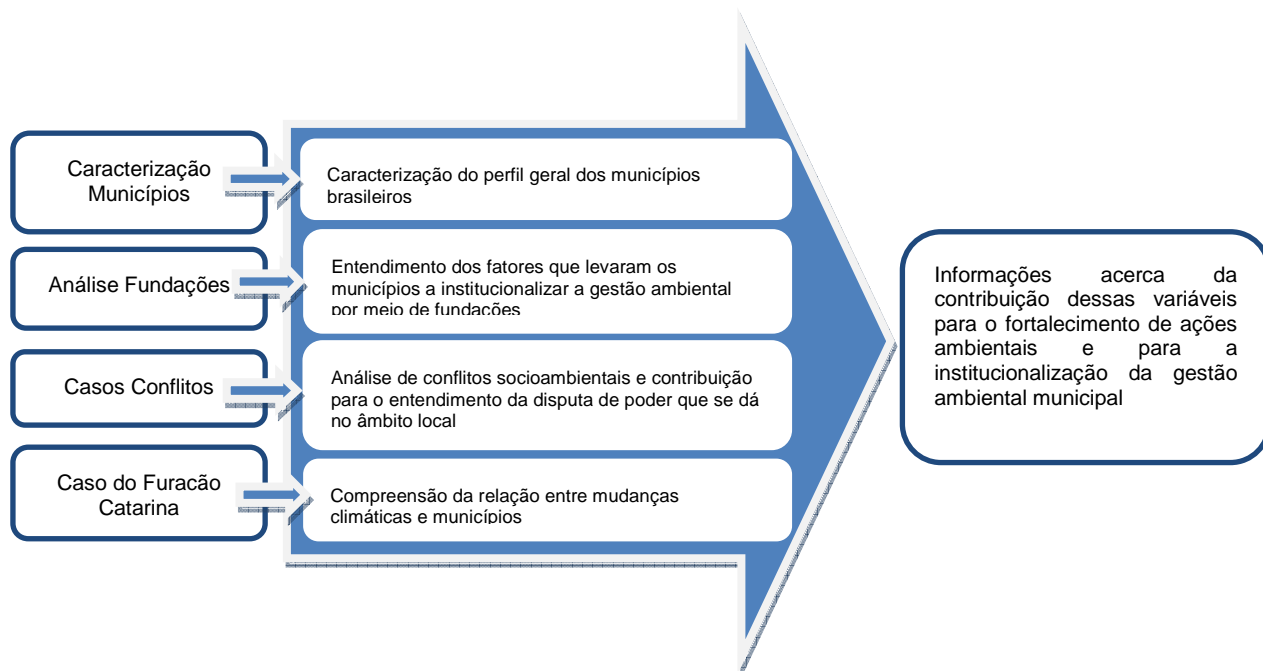 Caracterização
Municípios
Caracterização do perfil geral dos municípios
brasileiros
Análise Fundações
Entendimento dos fatores que levaram os
municípios a institucionalizar a gestão ambiental
por meio de fundações
Casos Conflitos
Análise de conflitos socioambientais e contribuição
para o entendimento da disputa de poder que se dá
no âmbito local
Caso do Furacão
Catarina
Compreensão da relação entre mudanças
climáticas e municípios
Informações acerca da
contribuição dessas variáveis
para o fortalecimento de ações
ambientais e para a
institucionalização da gestão
ambiental municipal